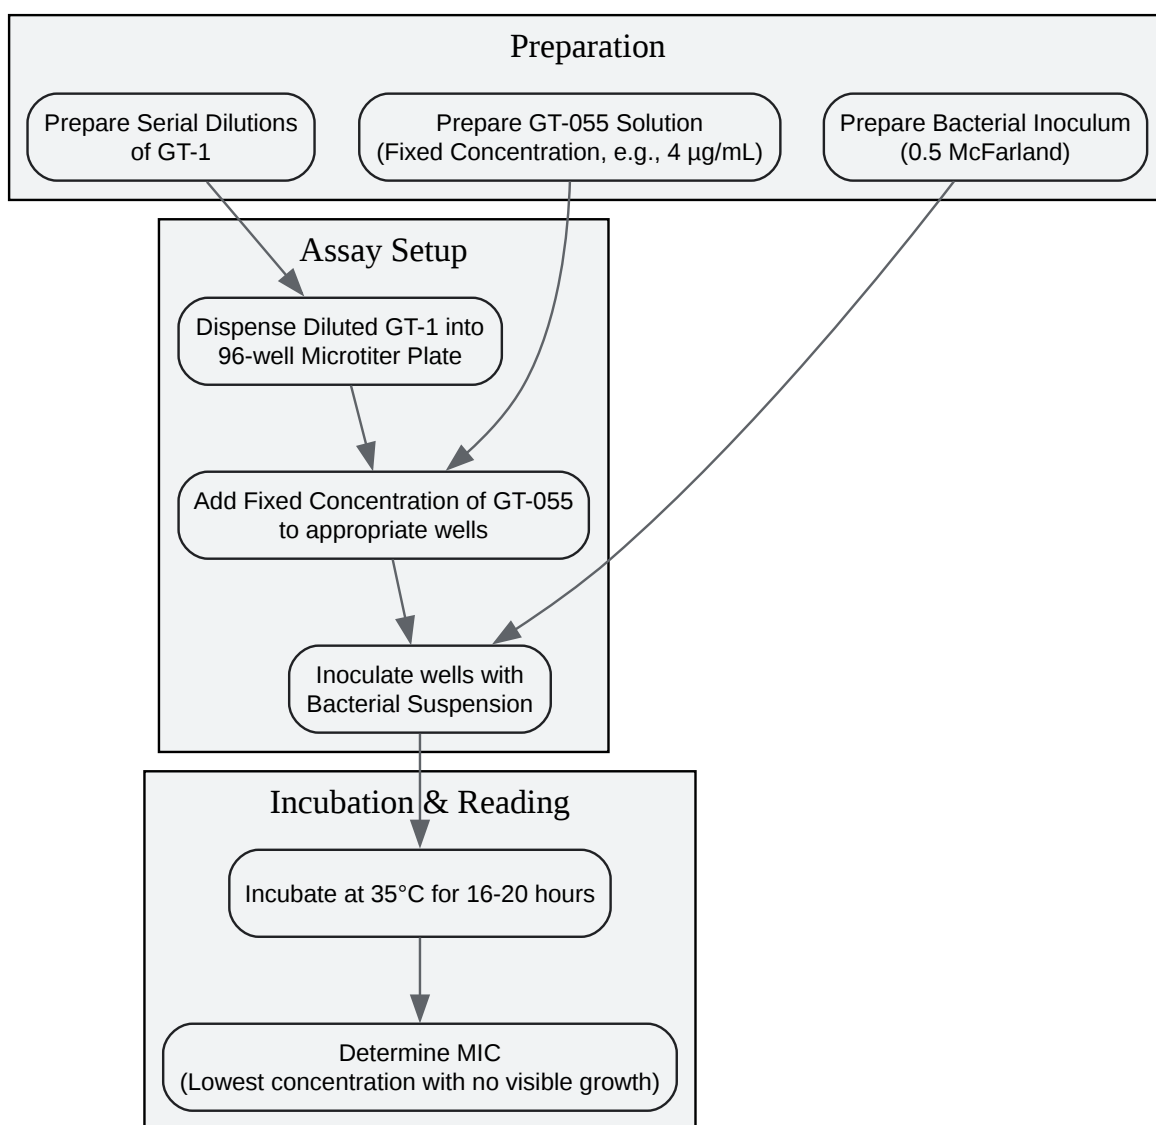 Preparation
Prepare Serial Dilutions
of GT-1
Prepare GT-055 Solution
(Fixed Concentration, e.g., 4 µg/mL)
Prepare Bacterial Inoculum
(0.5 McFarland)
Assay Setup
Dispense Diluted GT-1 into
96-well Microtiter Plate
Add Fixed Concentration of GT-055
to appropriate wells
Inoculate wells with
Bacterial Suspension
Incubation & Reading
Incubate at 35°C for 16-20 hours
Determine MIC
(Lowest concentration with no visible growth)